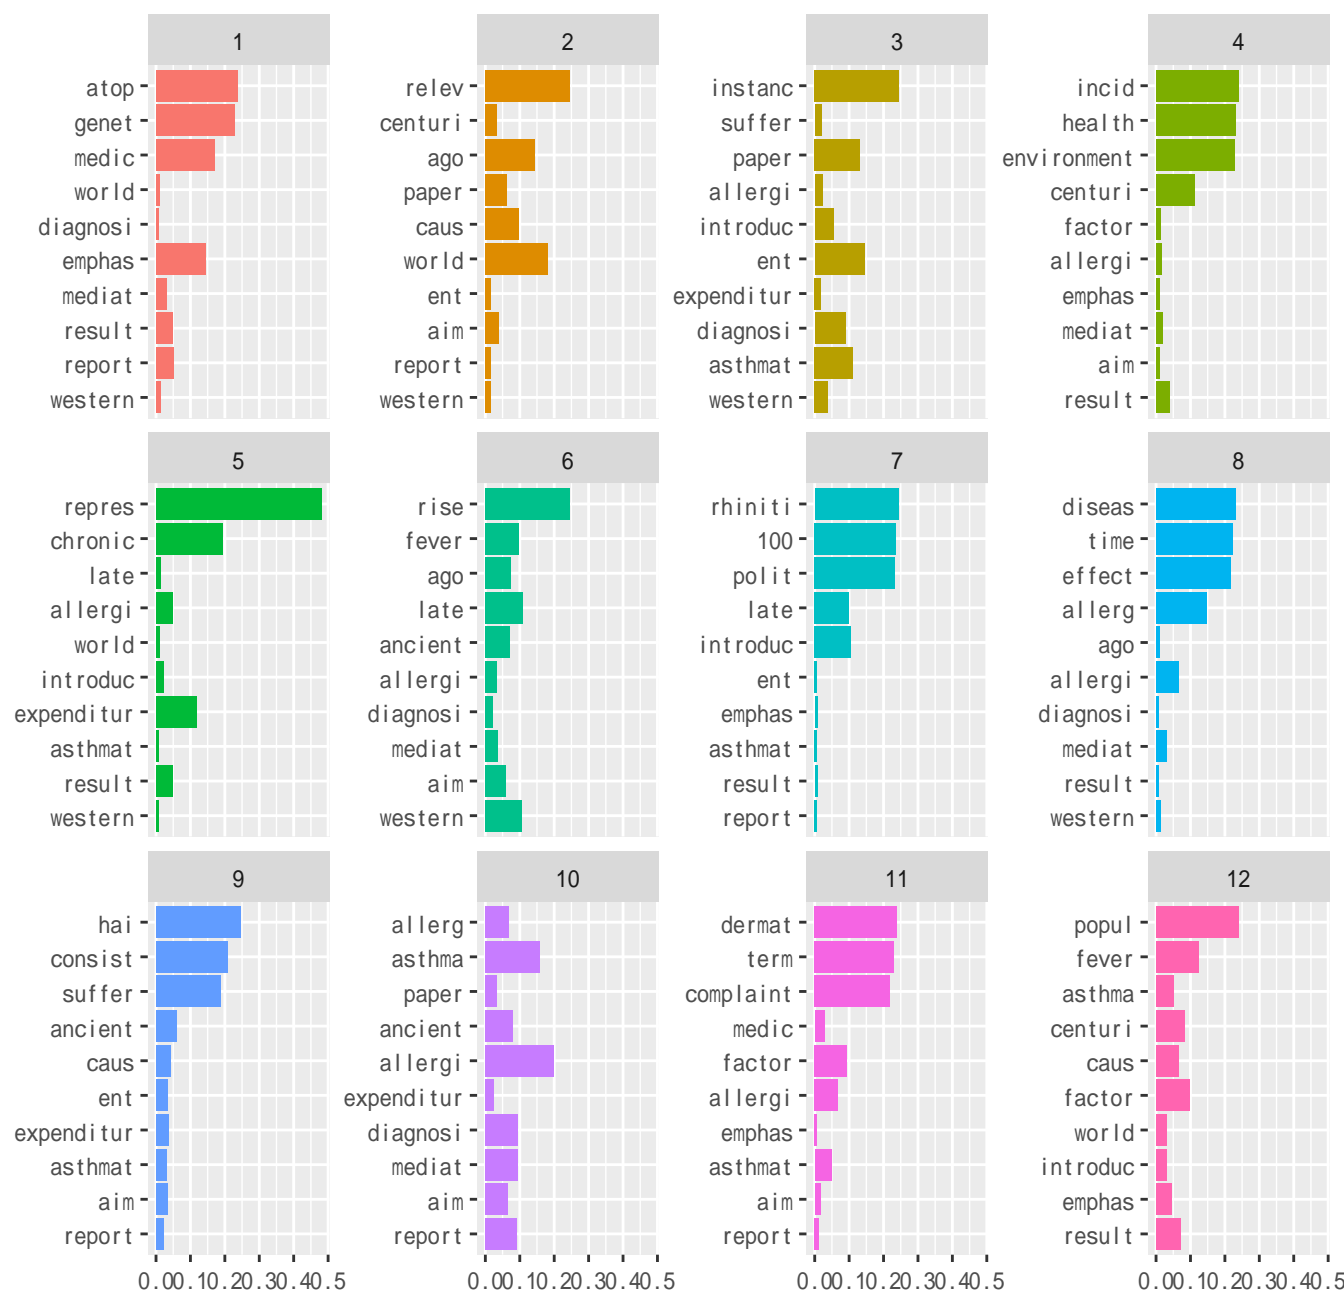 1 2 3 4
atop relev instanc incid
genet centuri suffer health
medic ago paper environment
world paper allergi centuri
diagnosi caus introduc factor
emphas world ent allergi
mediat ent expenditur emphas
result aim diagnosi mediat
report report asthmat aim
western western western result
5 6 7 8
repres rise rhiniti diseas
chronic fever 100 time
late ago polit effect
allergi late late allerg
world ancient introduc ago
introduc allergi ent allergi
expenditur diagnosi emphas diagnosi
asthmat mediat asthmat mediat
result aim result result
western western report western
9 10 11 12
hai allerg dermat popul
consist asthma term fever
suffer paper complaint asthma
ancient ancient medic centuri
caus allergi factor caus
ent expenditur allergi factor
expenditur diagnosi emphas world
asthmat mediat asthmat introduc
aim aim aim emphas
report report report result
0.00.10.20.30.40.5 0.00.10.20.30.40.5 0.00.10.20.30.40.5 0.00.10.20.30.40.5